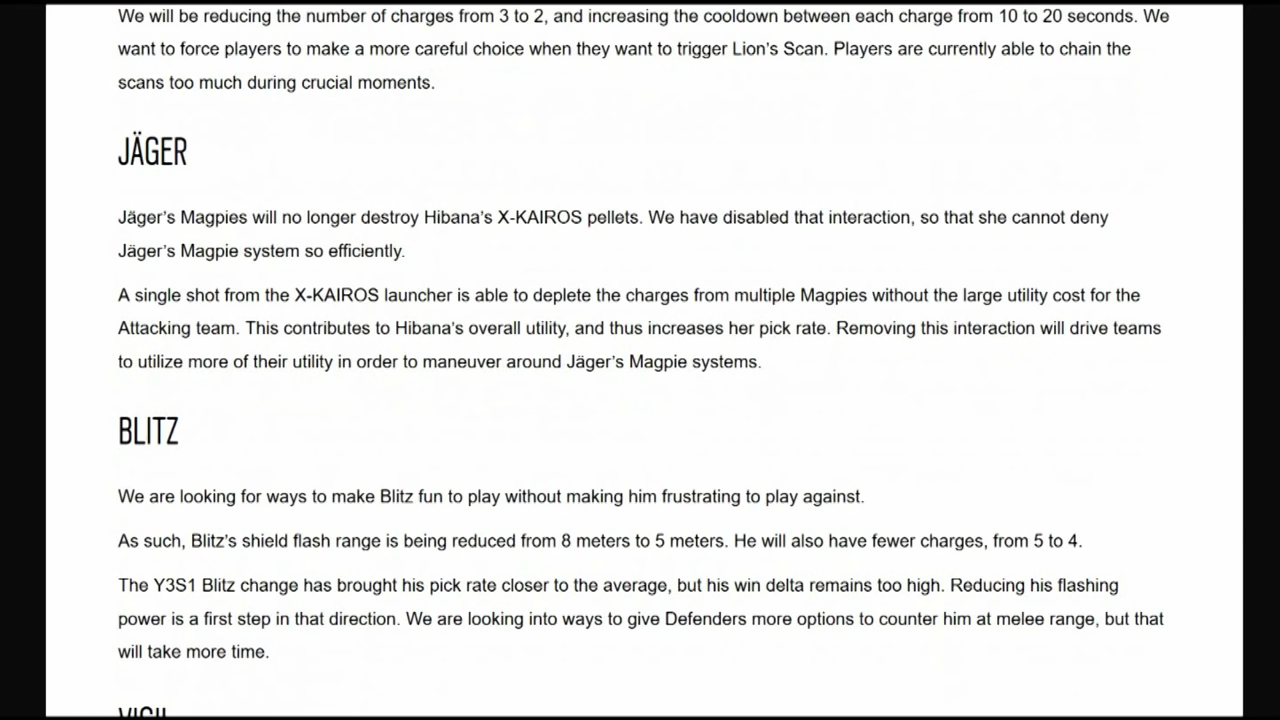 We will be reducing the number of charges from 3 to 2, and increasing the cooldown between each charge from 10 to 20 seconds. We
want to force players to make a more careful choice when they want to trigger Lion's Scan. Players are currently able to chain the
scans too much during crucial moments.
JÄGER
Jäger's Magpies will no longer destroy Hibana's X-KAIROS pellets. We have disabled that interaction, so that she cannot deny
Jäger's Magpie system so efficiently.
A single shot from the X-KAIROS launcher is able to deplete the charges from multiple Magpies without the large utility cost for the
Attacking team. This contributes to Hibana's overall utility, and thus increases her pick rate. Removing this interaction will drive teams
to utilize more of their utility in order to maneuver around Jäger's Magpie systems.
BLITZ
We are looking for ways to make Blitz fun to play without making him frustrating to play against.
As such, Blitz's shield flash range is being reduced from 8 meters to 5 meters. He will also have fewer charges, from 5 to 4.
The Y3S1 Blitz change has brought his pick rate closer to the average, but his win delta remains too high. Reducing his flashing
power is a first step in that direction. We are looking into ways to give Defenders more options to counter him at melee range, but that
will take more time.
VIGIL